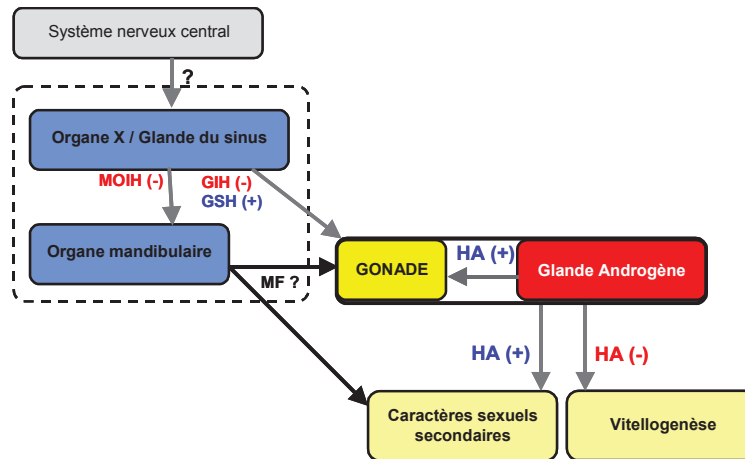 Système nerveux central
?
Organe X / Glande du sinus
MOIH (-)
GIH (-)
GSH (+)
Organe mandibulaire
MF ?
GONADE
HA (+)
Glande Androgène
HA (+)
HA (-)
Caractères sexuels
secondaires
Vitellogenèse